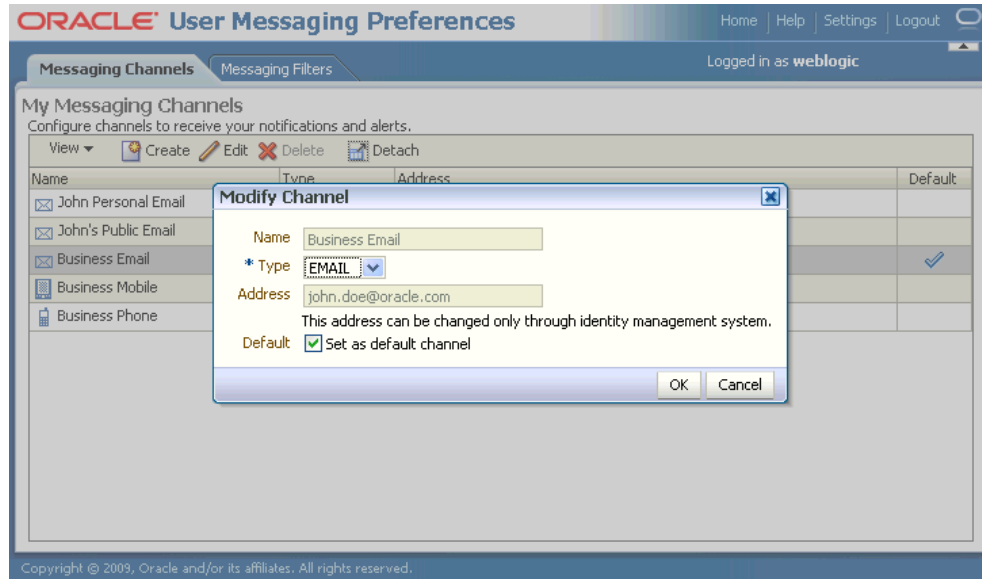 ORACLE User Messaging Preferences
Home | Help | Settings | Logout
Logged in as weblogic
Messaging Channels Messaging Filters
My Messaging Channels
Configure channels to receive your notifications and alerts.
View Create Edit Delete Detach
Name Type Address Default
John Personal Email
John's Public Email
Business Email
Business Mobile
Business Phone
Modify Channel
Name Business Email
* Type EMAIL
Address john.doe@oracle.com
This address can be changed only through identity management system.
Default Set as default channel
OK Cancel
Copyright © 2009, Oracle and/or its affiliates. All rights reserved.